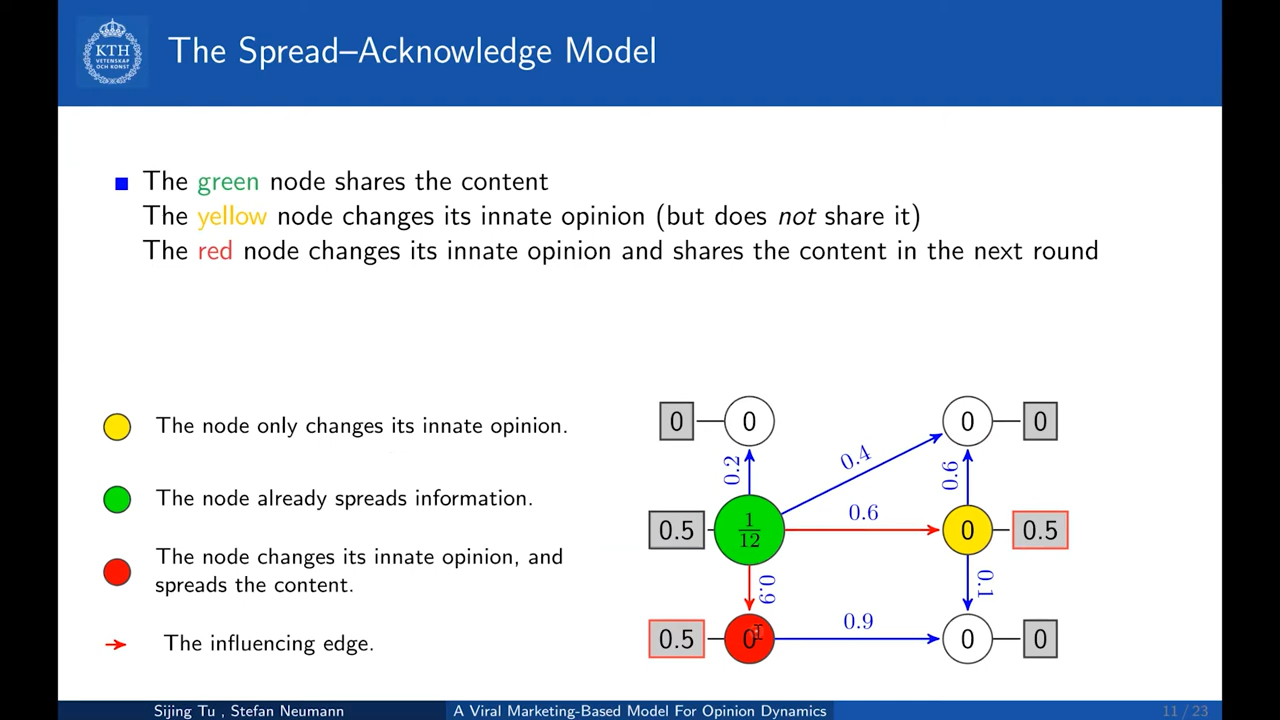 KTH
VETENSKAP
OCH KONST
The Spread–Acknowledge Model
The green node shares the content
The yellow node changes its innate opinion (but does not share it)
The red node changes its innate opinion and shares the content in the next round
The node only changes its innate opinion.
The node already spreads information.
The node changes its innate opinion, and
spreads the content.
The influencing edge.
0
0
0
0
0.2
0.4
0.9
0.5
1
12
0.6
0
0.5
0.9
0.1
0.5
0
0.9
0
0
Sijing Tu , Stefan Neumann
A Viral Marketing-Based Model For Opinion Dynamics
11 / 23